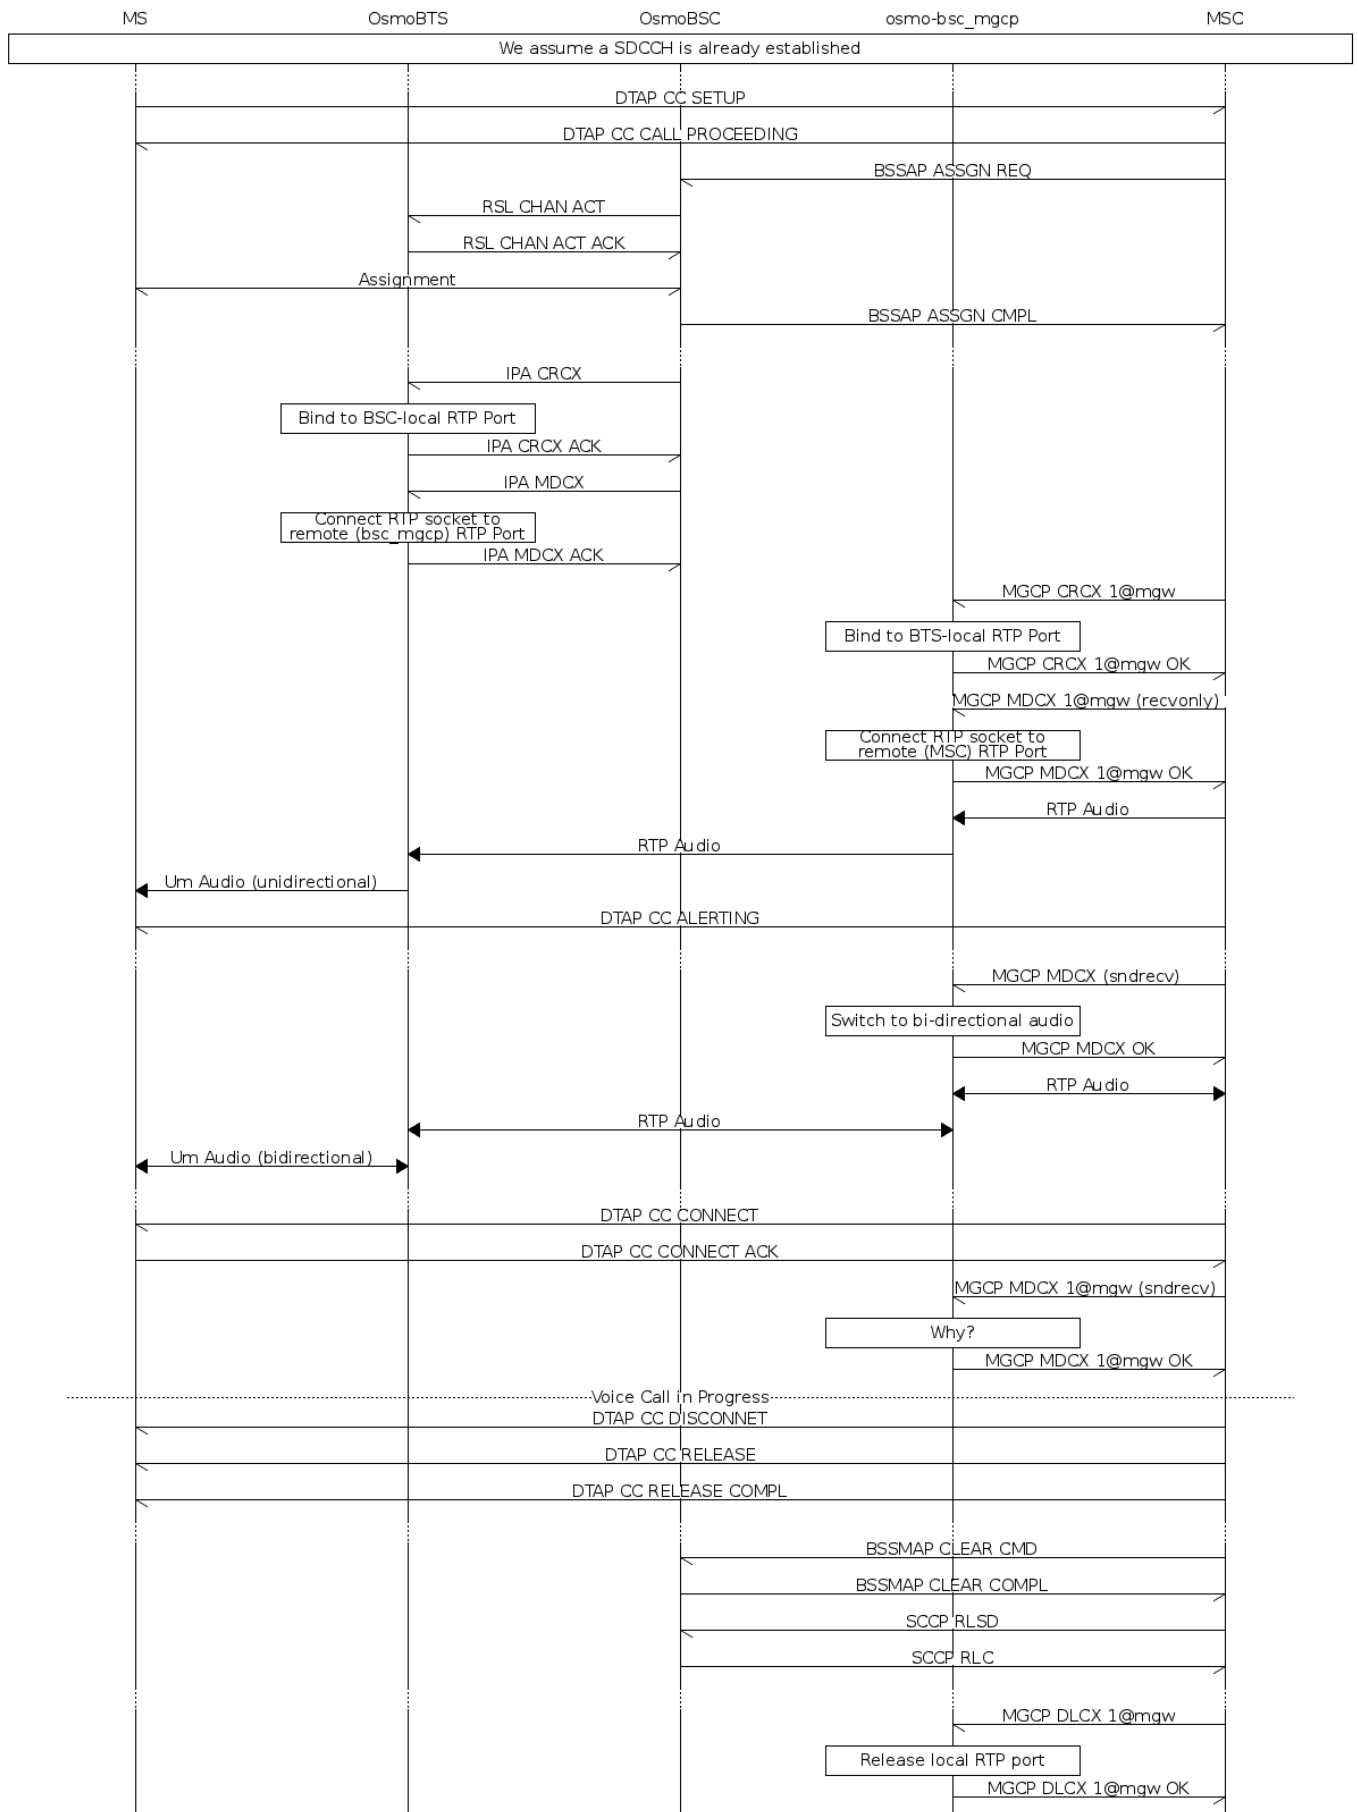 MS OsmoBTS OsmoBSC osmo-bsc_mgcp MSC
We assume a SDCCH is already established
DTAP CC SETUP
DTAP CC CALL PROCEEDING
BSSAP ASSGN REQ
RSL CHAN ACT
RSL CHAN ACT ACK
Assignment
BSSAP ASSGN CMPL
IPA CRCX
Bind to BSC-local RTP Port
IPA CRCX ACK
IPA MDCX
Connect RTP socket to
remote (bsc_mgcp) RTP Port
IPA MDCX ACK
MGCP CRCX 1@mgw
Bind to BTS-local RTP Port
MGCP CRCX 1@mgw OK
MGCP MDCX 1@mgw (recvonly)
Connect RTP socket to
remote (MSC) RTP Port
MGCP MDCX 1@mgw OK
RTP Audio
RTP Audio
Um Audio (unidirectional)
DTAP CC ALERTING
MGCP MDCX (sndrecv)
Switch to bi-directional audio
MGCP MDCX OK
RTP Audio
RTP Audio
Um Audio (bidirectional)
DTAP CC CONNECT
DTAP CC CONNECT ACK
MGCP MDCX 1@mgw (sndrecv)
Why?
MGCP MDCX 1@mgw OK
Voice Call in Progress
DTAP CC DISCONNET
DTAP CC RELEASE
DTAP CC RELEASE COMPL
BSSMAP CLEAR CMD
BSSMAP CLEAR COMPL
SCCP RLSD
SCCP RLC
MGCP DLCX 1@mgw
Release local RTP port
MGCP DLCX 1@mgw OK